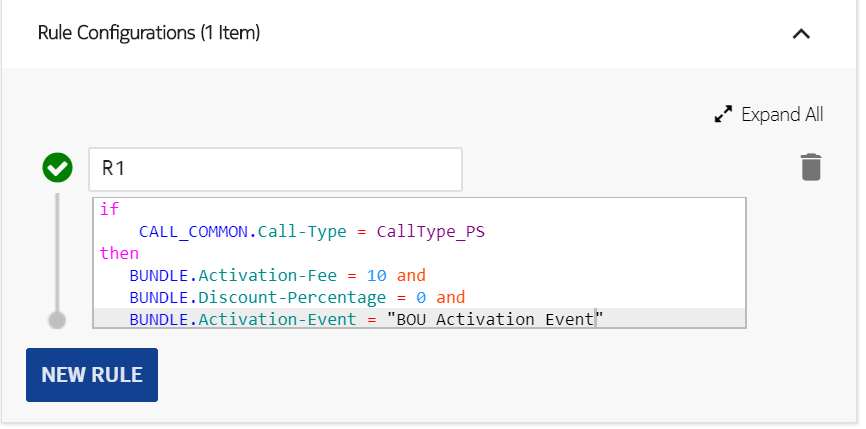 Rule Configurations (1 Item)
Expand All
R1
if
CALL_COMMON.Call-Type = CallType_PS
then
BUNDLE.Activation-Fee = 10 and
BUNDLE.Discount-Percentage = 0 and
BUNDLE.Activation-Event = "BOU Activation Event"
NEW RULE